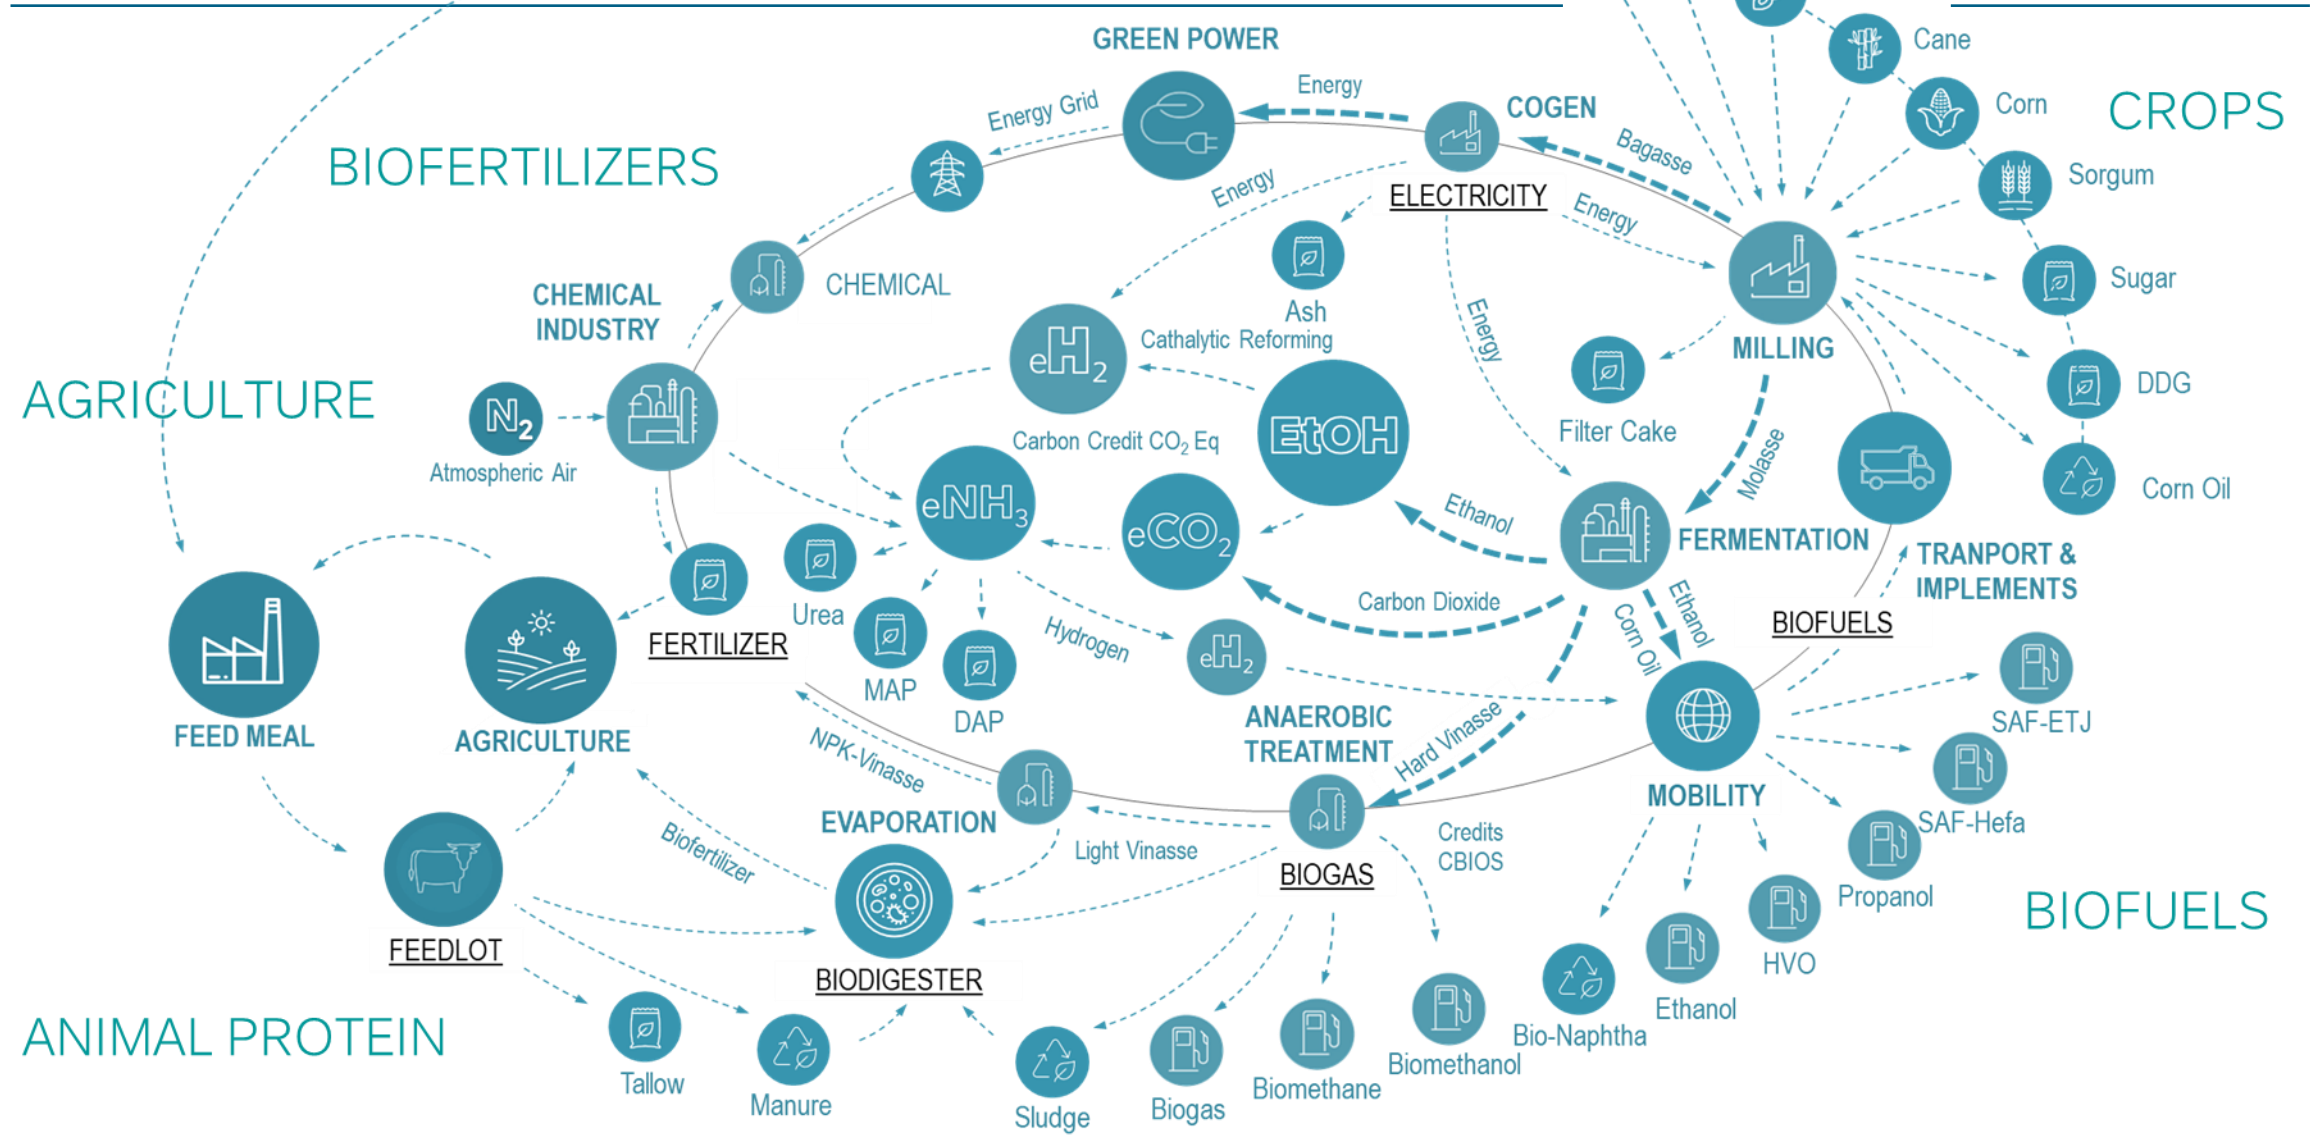 GREEN POWER
Cane
Energy
COGEN
Corn
CROPS
Energy Grid
Bagasse
BIOFERTILIZERS
Energy
ELECTRICITY
Energy
Sorgum
CHEMICAL
INDUSTRY
CHEMICAL
Ash
Energy
Sugar
eH2
Cathalytic Reforming
MILLING
DDG
AGRICULTURE
N2
Atmospheric Air
Carbon Credit CO2 Eq
EtOH
Filter Cake
Molasse
Corn Oil
eNH3
eCO2
Ethanol
FERMENTATION
TRANPORT &
IMPLEMENTS
Urea
Carbon Dioxide
Ethanol
Corn Oil
BIOFUELS
FERTILIZER
Hydrogen
eH2
MAP
DAP
FEED MEAL
AGRICULTURE
NPK-Vinasse
ANAEROBIC
TREATMENT
Hard Vinasse
SAF-ETJ
MOBILITY
SAF-Hefa
EVAPORATION
Biofertilizer
Light Vinasse
Credits
CBIOS
BIOGAS
Propanol
BIOFUELS
FEEDLOT
BIODIGESTER
HVO
Ethanol
ANIMAL PROTEIN
Bio-Naphtha
Biomethanol
Tallow
Manure
Sludge
Biogas
Biomethane